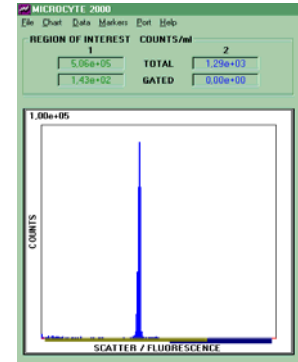 MICROCYTE 2000
File Chart Data Markers Port Help
REGION OF INTEREST COUNTS/ml
1 2
5,06e+05 TOTAL 1,29e+03
1,43e+02 GATED 0,00e+00
1,00e+05
COUNTS
SCATTER / FLUORESCENCE